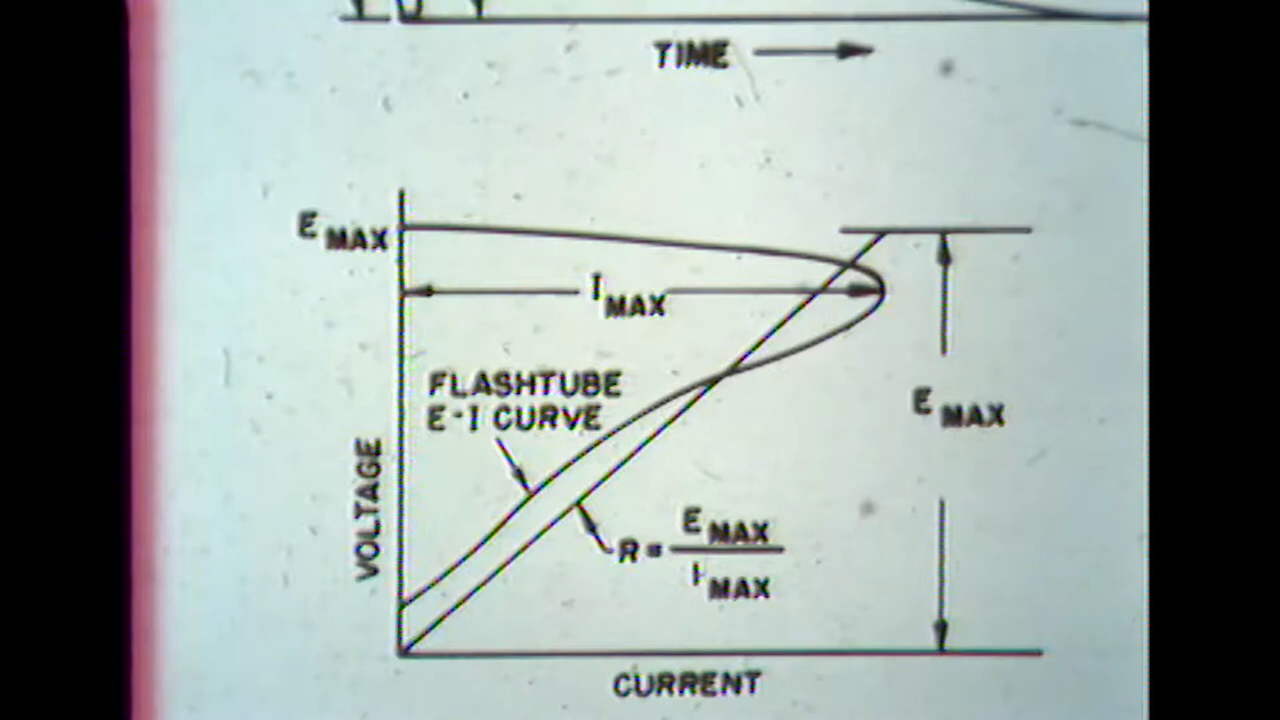 TIME
E MAX
I MAX
FLASHTUBE
E-I CURVE
E MAX
VOLTAGE
R = E MAX
I MAX
CURRENT